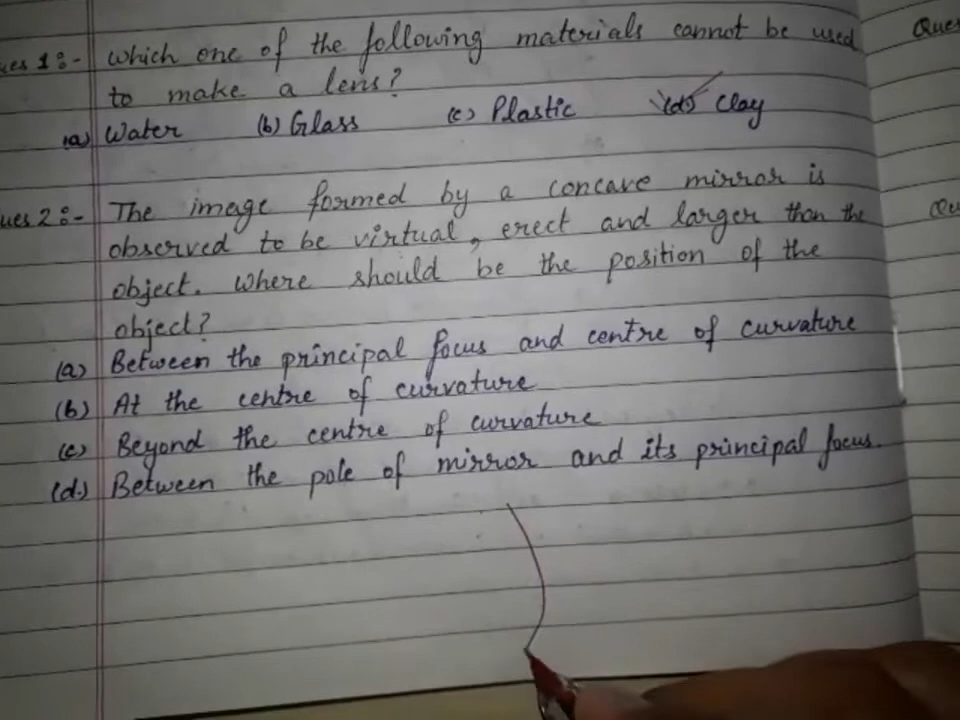 ues 1:- Which one of the following materials cannot be used
to make a lens?
(a) Water (b) Glass (c) Plastic (d) Clay
ues 2:- The image formed by a concave mirror is
observed to be virtual, erect and larger than the
object. Where should be the position of the
object?
(a) Between the principal focus and centre of curvature
(b) At the centre of curvature
(c) Beyond the centre of curvature
(d.) Between the pole of mirror and its principal focus.
Ques
Qu